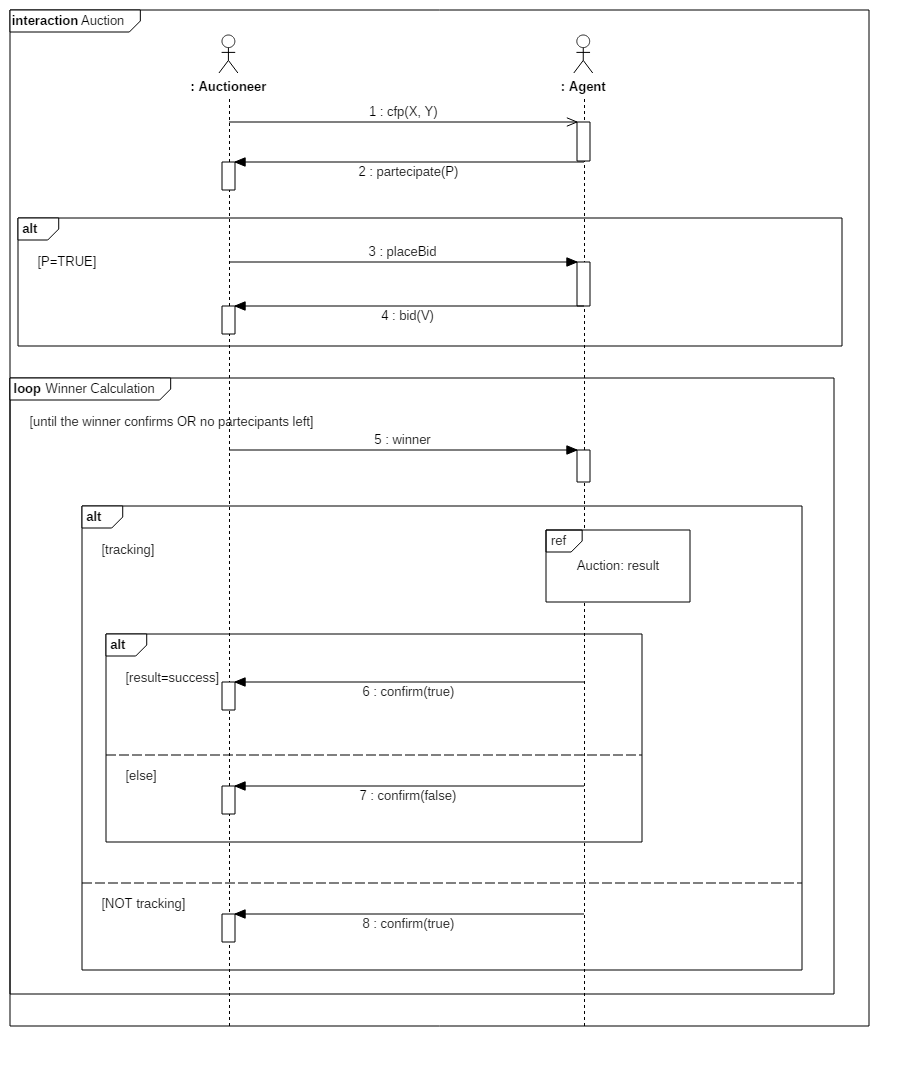 interaction Auction
: Auctioneer
: Agent
1 : cfp(X, Y)
2 : partecipate(P)
alt
[P=TRUE]
3 : placeBid
4 : bid(V)
loop Winner Calculation
[until the winner confirms OR no partecipants left]
5 : winner
alt
[tracking]
ref
Auction: result
alt
[result=success]
6 : confirm(true)
[else]
7 : confirm(false)
[NOT tracking]
8 : confirm(true)